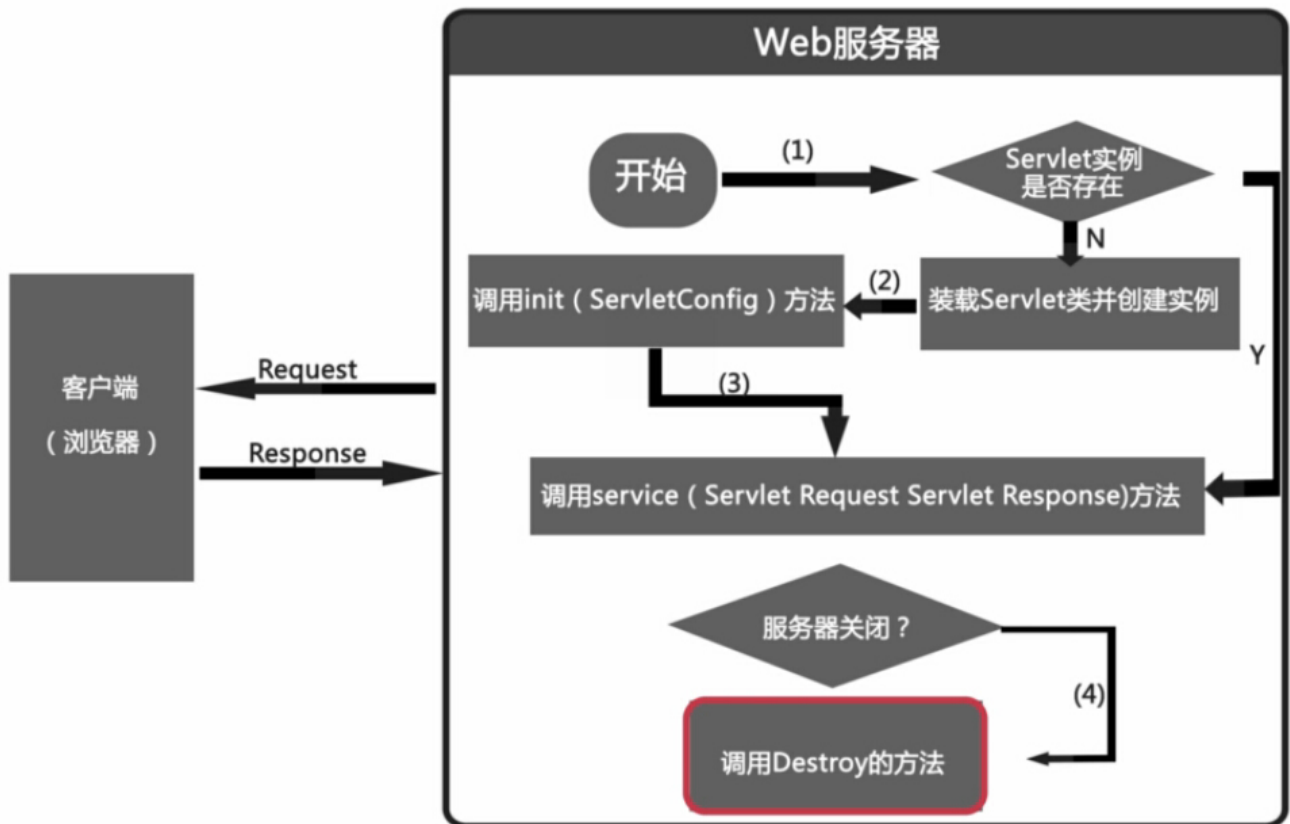 Web服务器
开始
(1)
Servlet实例
是否存在
N
调用init（ServletConfig）方法
(2)
装载Servlet类并创建实例
Y
客户端
（浏览器）
Request
Response
(3)
调用service（Servlet Request Servlet Response)方法
服务器关闭？
(4)
调用Destroy的方法